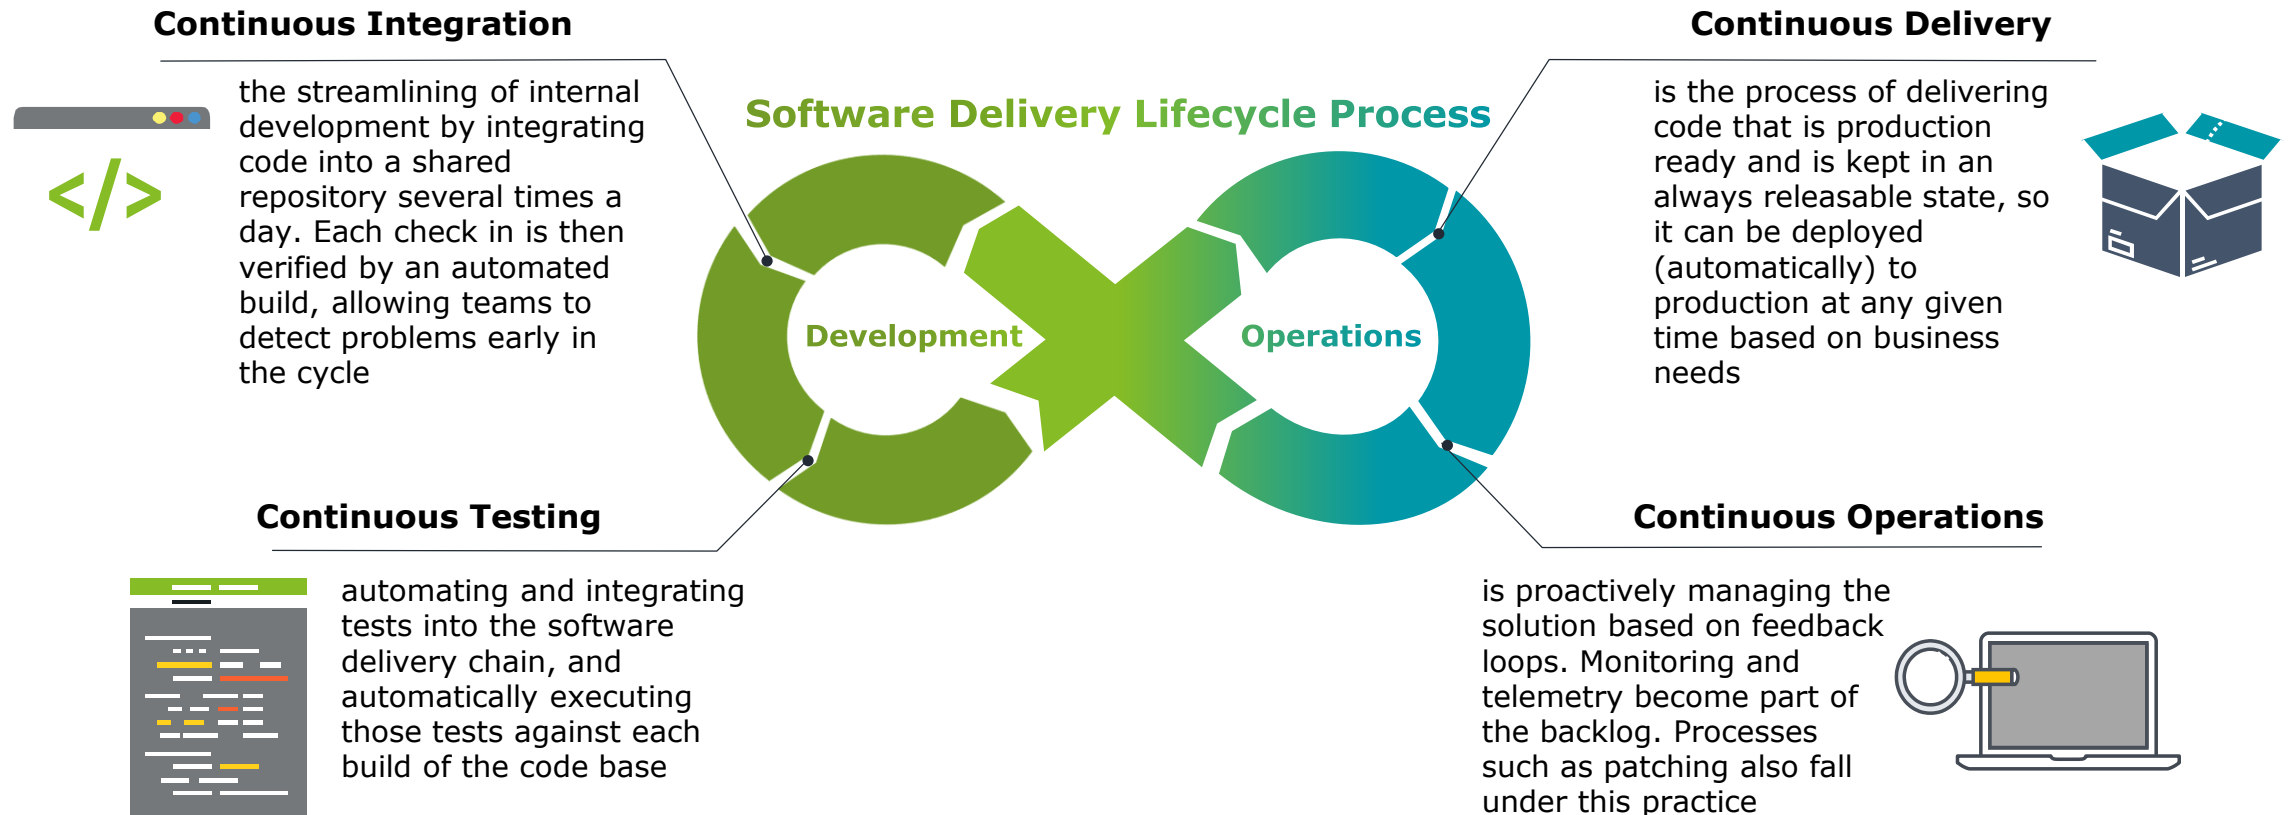 Continuous Integration
the streamlining of internal
development by integrating
code into a shared
repository several times a
day. Each check in is then
verified by an automated
build, allowing teams to
detect problems early in
the cycle
Software Delivery Lifecycle Process
Development
Operations
Continuous Delivery
is the process of delivering
code that is production
ready and is kept in an
always releasable state, so
it can be deployed
(automatically) to
production at any given
time based on business
needs
Continuous Testing
automating and integrating
tests into the software
delivery chain, and
automatically executing
those tests against each
build of the code base
Continuous Operations
is proactively managing the
solution based on feedback
loops. Monitoring and
telemetry become part of
the backlog. Processes
such as patching also fall
under this practice